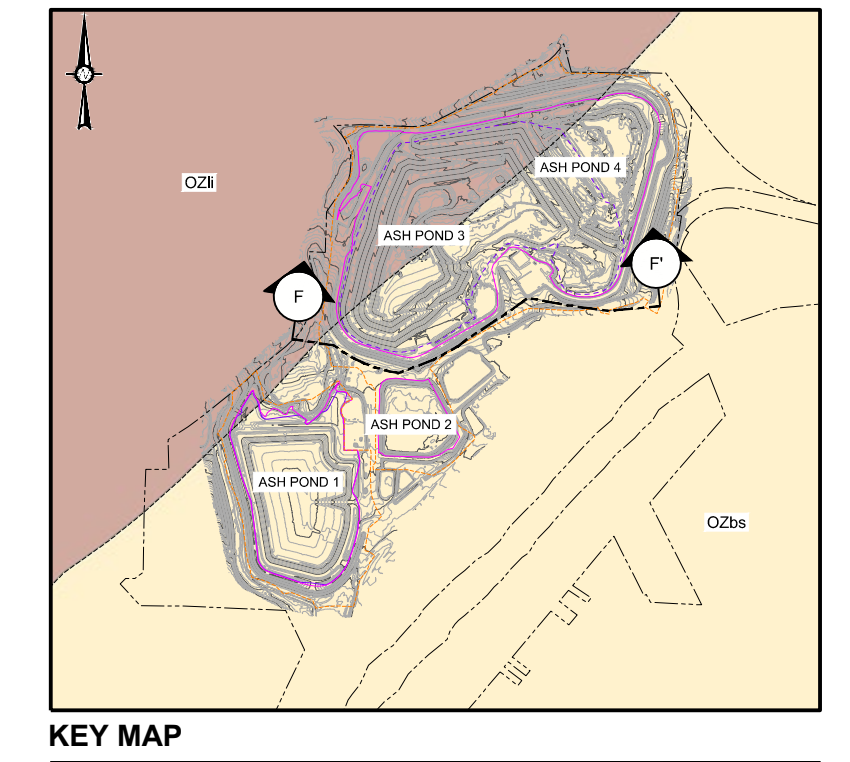 N
ASH POND 4
OZli
ASH POND 3
F'
F
ASH POND 2
ASH POND 1
OZbs
KEY MAP